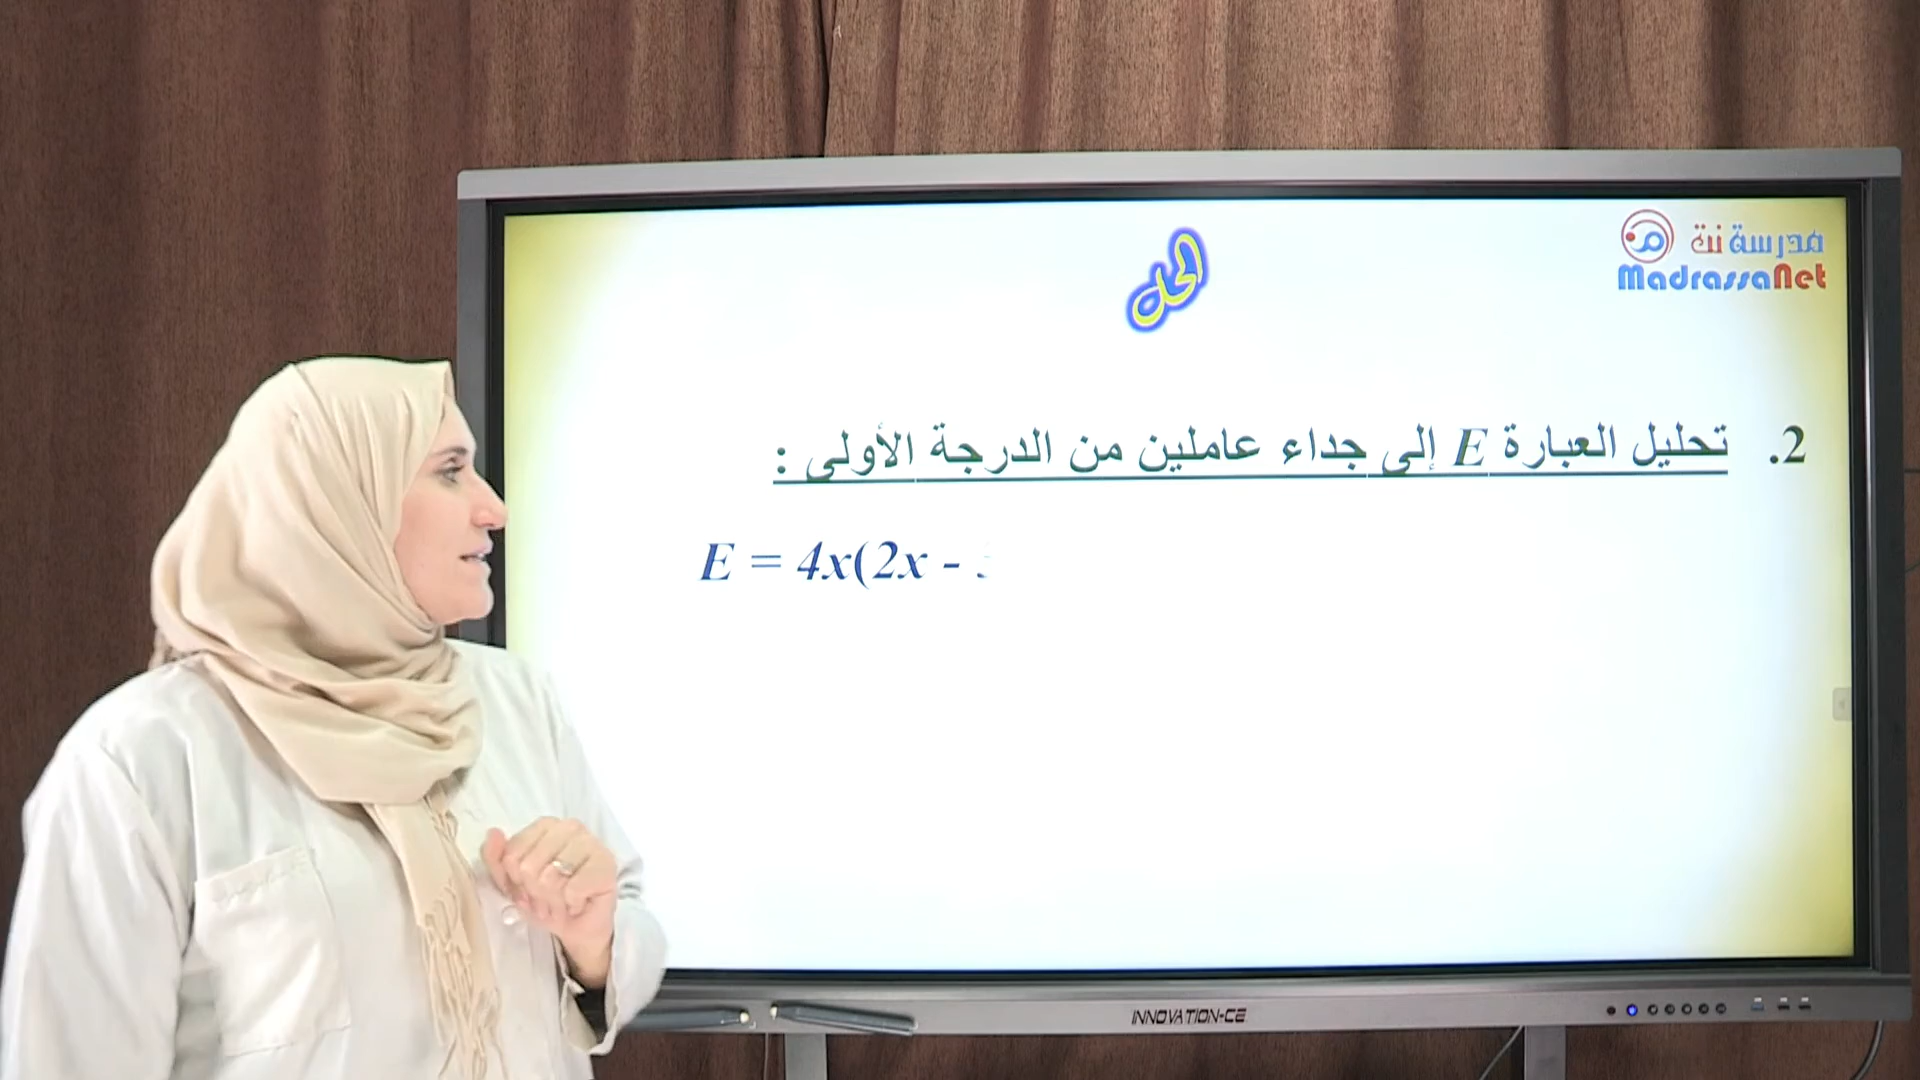 الحل
مدرسة نت
MadrassaNet
2. تحليل العبارة E إلى جداء عاملين من الدرجة الأولى :
E = 4x(2x -
INNOVATION-CE